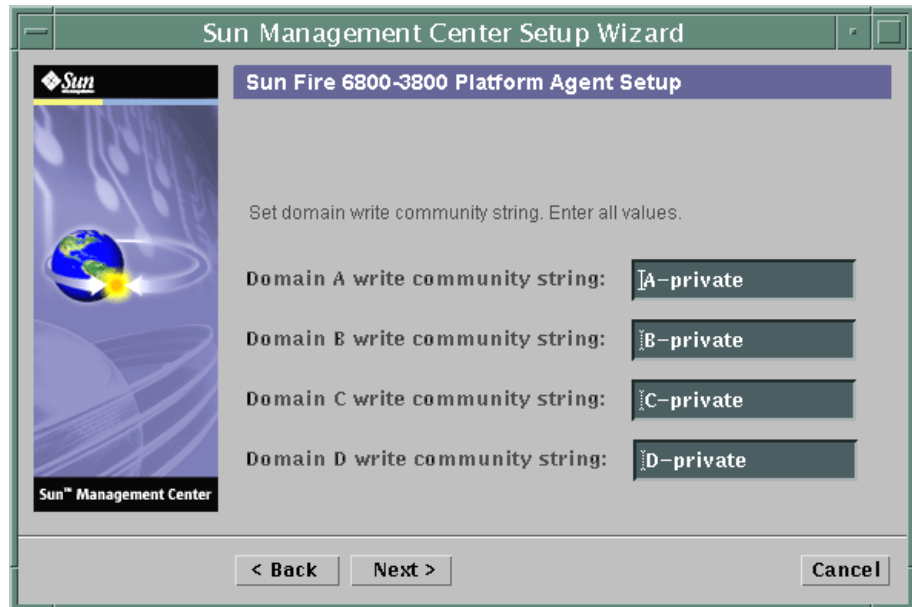 Sun Management Center Setup Wizard
Sun
Sun Fire 6800-3800 Platform Agent Setup
Set domain write community string. Enter all values.
Domain A write community string: A-private
Domain B write community string: B-private
Domain C write community string: C-private
Domain D write community string: D-private
Sun™ Management Center
< Back Next > Cancel